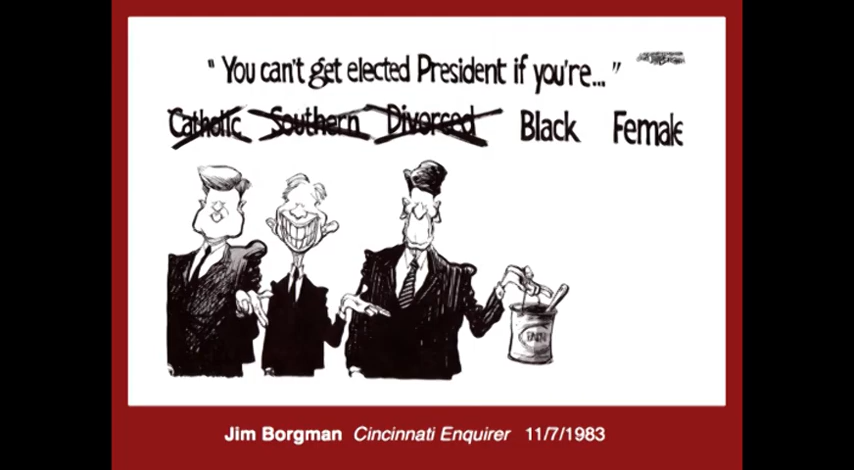 "You can't get elected President if you're..."
Catholic Southern Divorced Black Female
PAINT
Jim Borgman Cincinnati Enquirer 11/7/1983